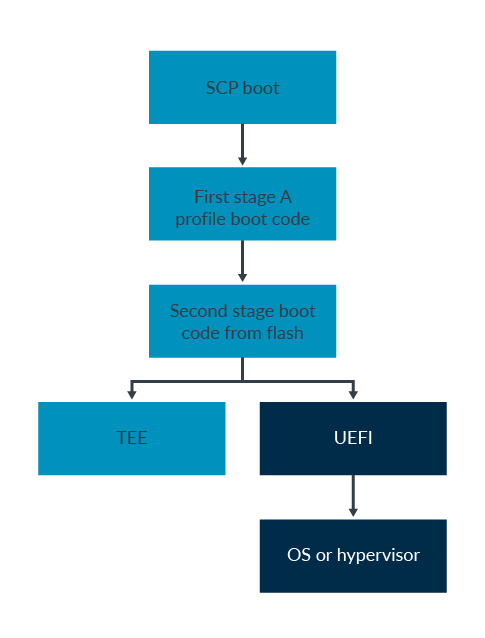 SCP boot
First stage A
profile boot code
Second stage boot
code from flash
TEE
UEFI
OS or hypervisor